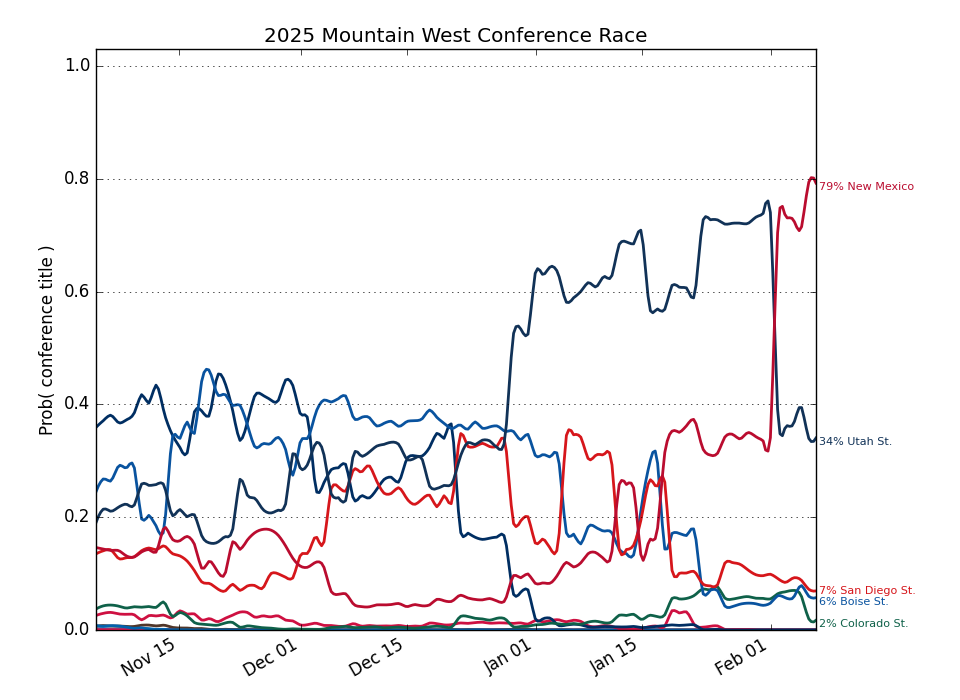 2025 Mountain West Conference Race
1.0
0.8
0.6
0.4
0.2
0.0
Prob( conference title )
79% New Mexico
34% Utah St.
7% San Diego St.
6% Boise St.
2% Colorado St.
Nov 15
Dec 01
Dec 15
Jan 01
Jan 15
Feb 01